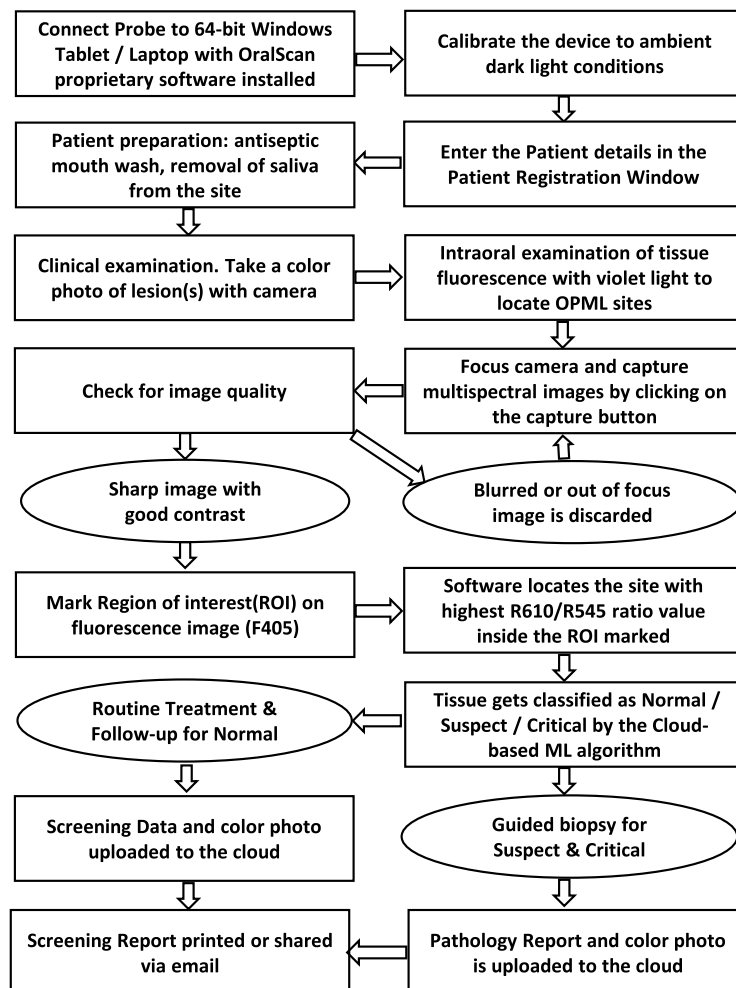 Connect Probe to 64-bit Windows
Tablet / Laptop with OralScan
proprietary software installed
Calibrate the device to ambient
dark light conditions
Enter the Patient details in the
Patient Registration Window
Patient preparation: antiseptic
mouth wash, removal of saliva
from the site
Clinical examination. Take a color
photo of lesion(s) with camera
Intraoral examination of tissue
fluorescence with violet light to
locate OPML sites
Focus camera and capture
multispectral images by clicking on
the capture button
Check for image quality
Sharp image with
good contrast
Blurred or out of focus
image is discarded
Mark Region of interest(ROI) on
fluorescence image (F405)
Software locates the site with
highest R610/R545 ratio value
inside the ROI marked
Tissue gets classified as Normal /
Suspect / Critical by the Cloud-
based ML algorithm
Routine Treatment &
Follow-up for Normal
Screening Data and color photo
uploaded to the cloud
Guided biopsy for
Suspect & Critical
Pathology Report and color photo
is uploaded to the cloud
Screening Report printed or shared
via email